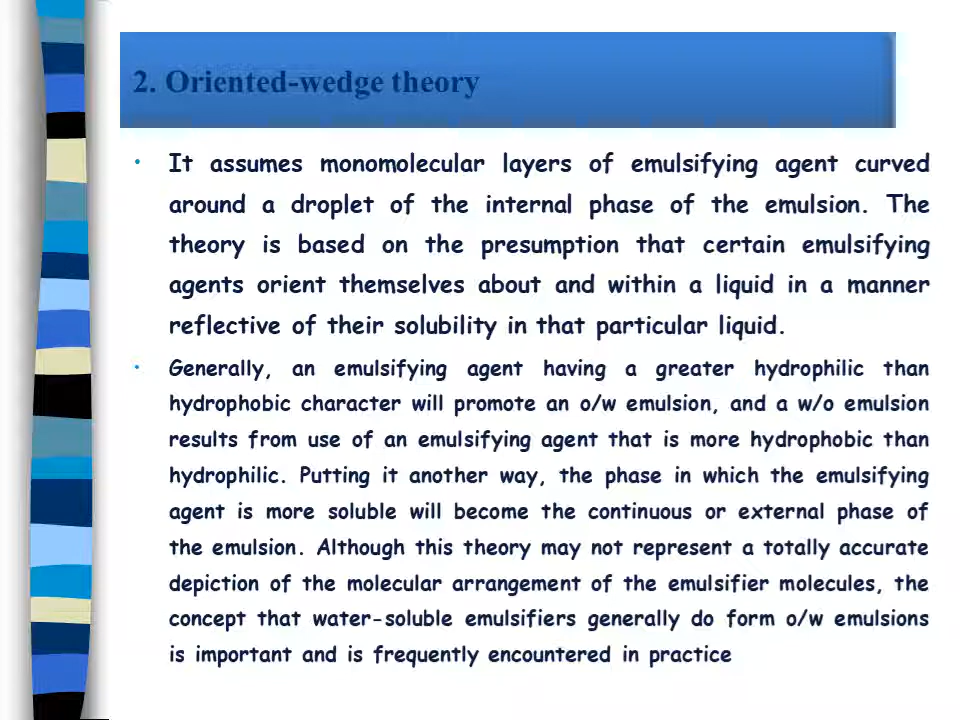 2. Oriented-wedge theory
• It assumes monomolecular layers of emulsifying agent curved
around a droplet of the internal phase of the emulsion. The
theory is based on the presumption that certain emulsifying
agents orient themselves about and within a liquid in a manner
reflective of their solubility in that particular liquid.
• Generally, an emulsifying agent having a greater hydrophilic than
hydrophobic character will promote an o/w emulsion, and a w/o emulsion
results from use of an emulsifying agent that is more hydrophobic than
hydrophilic. Putting it another way, the phase in which the emulsifying
agent is more soluble will become the continuous or external phase of
the emulsion. Although this theory may not represent a totally accurate
depiction of the molecular arrangement of the emulsifier molecules, the
concept that water-soluble emulsifiers generally do form o/w emulsions
is important and is frequently encountered in practice